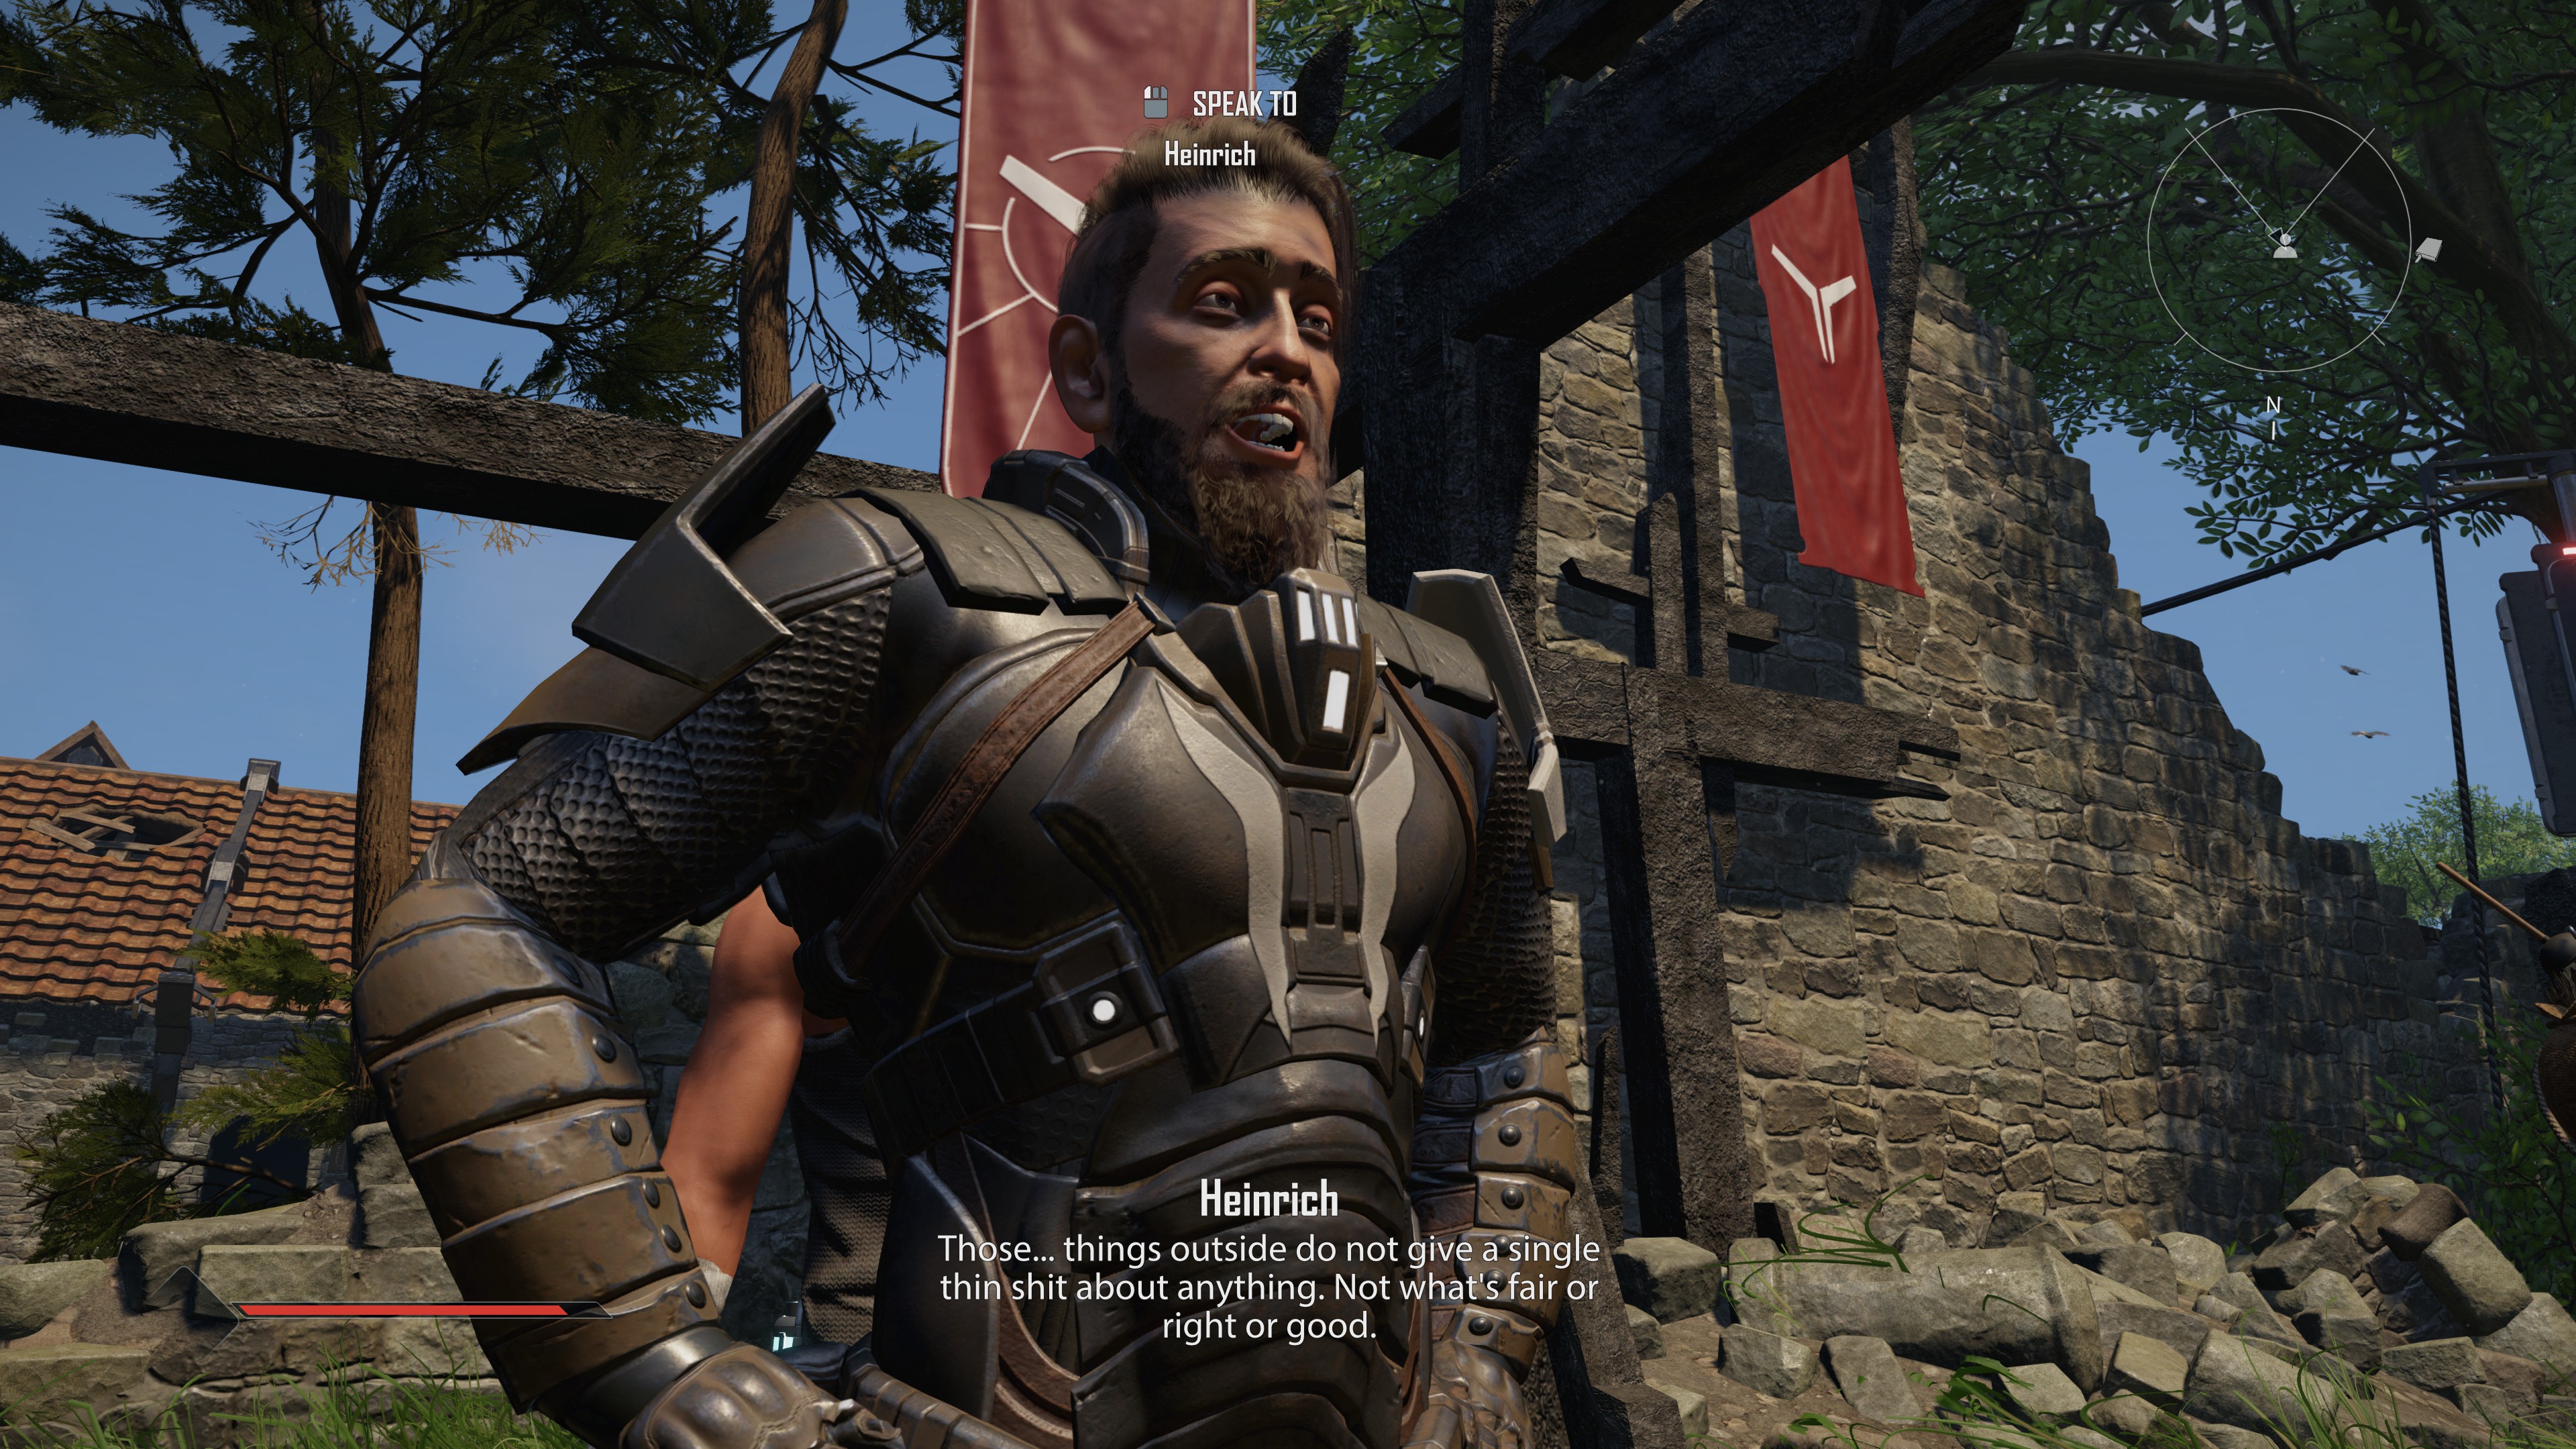 SPEAK TO
Heinrich
N
Heinrich
Those... things outside do not give a single
thin shit about anything. Not what's fair or
right or good.